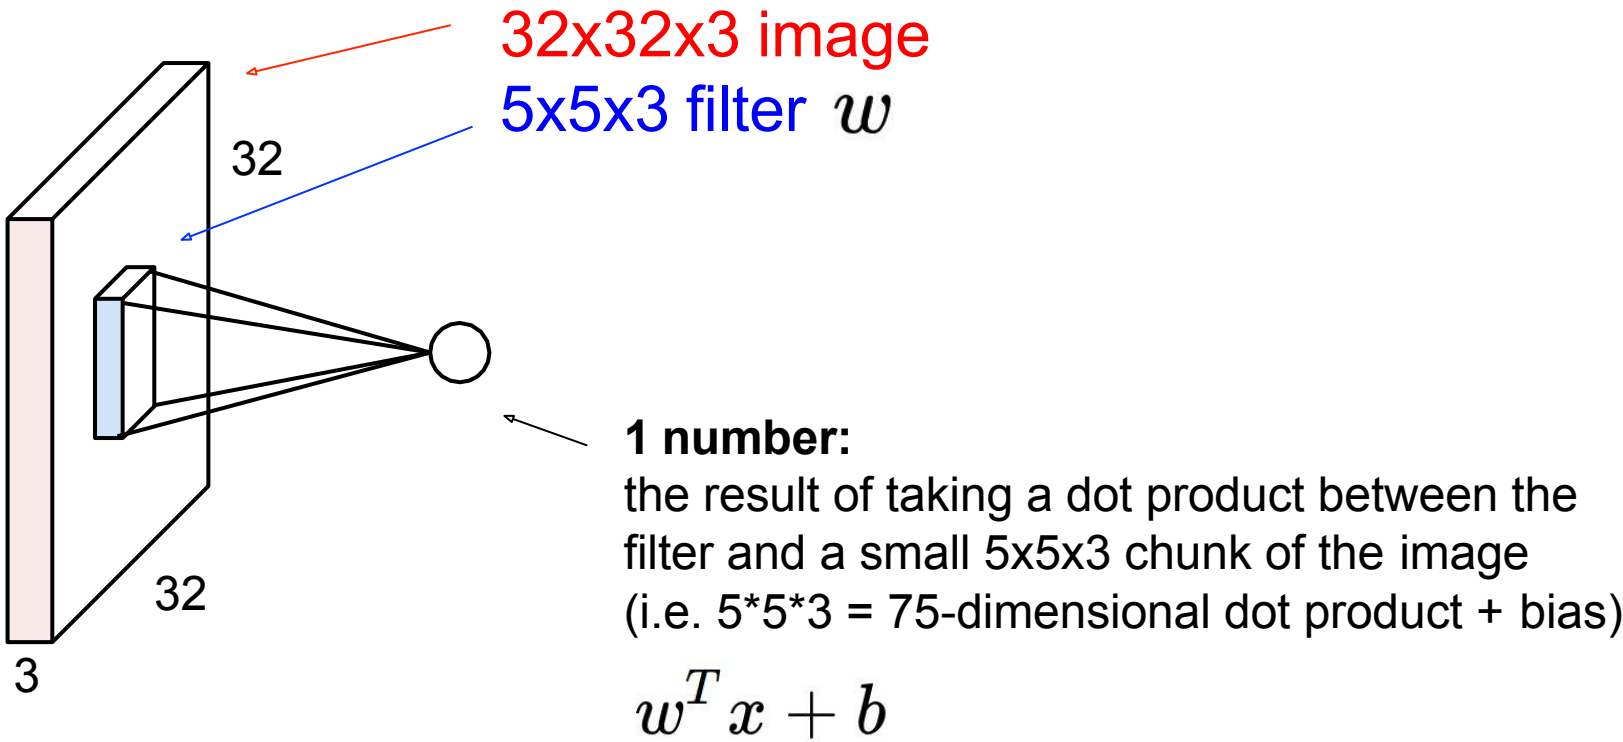 32x32x3 image
5x5x3 filter w
32
32
3
1 number:
the result of taking a dot product between the
filter and a small 5x5x3 chunk of the image
(i.e. 5*5*3 = 75-dimensional dot product + bias)
w^T x + b